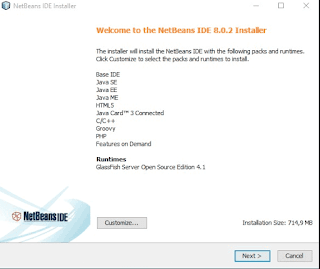 NetBeans IDE Installer
Welcome to the NetBeans IDE 8.0.2 Installer
The installer will install the NetBeans IDE with the following packs and runtimes.
Click Customize to select the packs and runtimes to install.
Base IDE
Java SE
Java EE
Java ME
HTML5
Java Card™ 3 Connected
C/C++
Groovy
PHP
Features on Demand
Runtimes
GlassFish Server Open Source Edition 4.1
NetBeans IDE
Customize...
Installation Size: 714,9 MB
Next >
Cancel